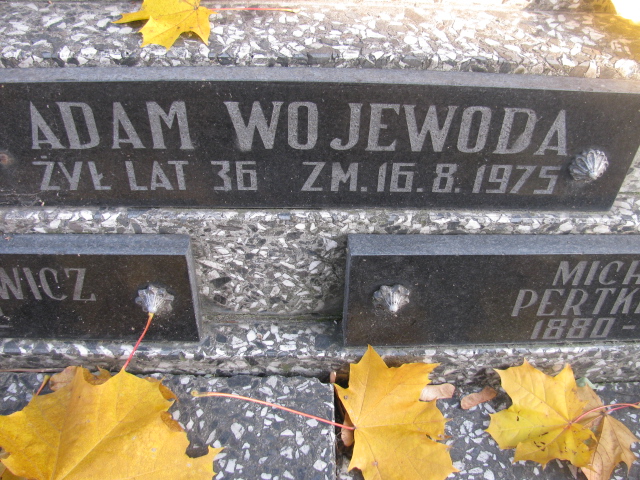 ADAM WOJEWODA
ŻYŁ LAT 36 ZM. 16. 8. 1975
WICZ
MICH
PERTK
1880-